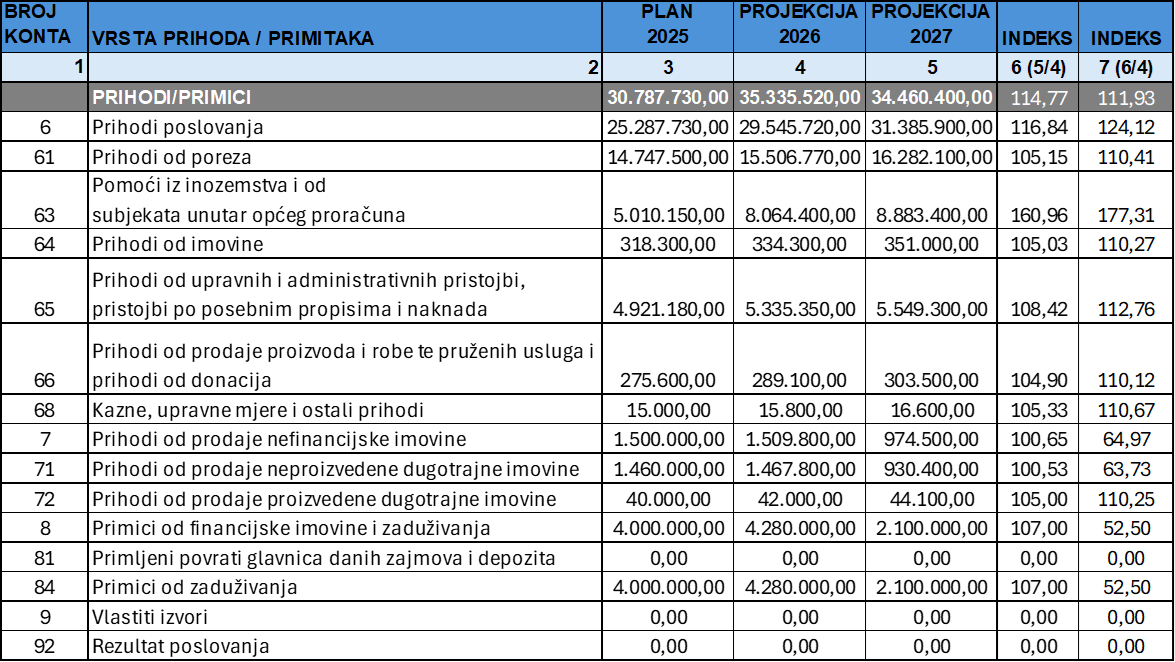 BROJ KONTA VRSTA PRIHODA / PRIMITAKA PLAN 2025 PROJEKCIJA 2026 PROJEKCIJA 2027 INDEKS INDEKS
1 2 3 4 5 6 (5/4) 7 (6/4)
PRIHODI/PRIMICI 30.787.730,00 35.335.520,00 34.460.400,00 114,77 111,93
6 Prihodi poslovanja 25.287.730,00 29.545.720,00 31.385.900,00 116,84 124,12
61 Prihodi od poreza 14.747.500,00 15.506.770,00 16.282.100,00 105,15 110,41
Pomoći iz inozemstva i od
63 subjekata unutar općeg proračuna 5.010.150,00 8.064.400,00 8.883.400,00 160,96 177,31
64 Prihodi od imovine 318.300,00 334.300,00 351.000,00 105,03 110,27
Prihodi od upravnih i administrativnih pristojbi,
65 pristojbi po posebnim propisima i naknada 4.921.180,00 5.335.350,00 5.549.300,00 108,42 112,76
Prihodi od prodaje proizvoda i robe te pruženih usluga i
66 prihodi od donacija 275.600,00 289.100,00 303.500,00 104,90 110,12
68 Kazne, upravne mjere i ostali prihodi 15.000,00 15.800,00 16.600,00 105,33 110,67
7 Prihodi od prodaje nefinancijske imovine 1.500.000,00 1.509.800,00 974.500,00 100,65 64,97
71 Prihodi od prodaje neproizvedene dugotrajne imovine 1.460.000,00 1.467.800,00 930.400,00 100,53 63,73
72 Prihodi od prodaje proizvedene dugotrajne imovine 40.000,00 42.000,00 44.100,00 105,00 110,25
8 Primici od financijske imovine i zaduživanja 4.000.000,00 4.280.000,00 2.100.000,00 107,00 52,50
81 Primljeni povrati glavnica danih zajmova i depozita 0,00 0,00 0,00 0,00 0,00
84 Primici od zaduživanja 4.000.000,00 4.280.000,00 2.100.000,00 107,00 52,50
9 Vlastiti izvori 0,00 0,00 0,00 0,00 0,00
92 Rezultat poslovanja 0,00 0,00 0,00 0,00 0,00